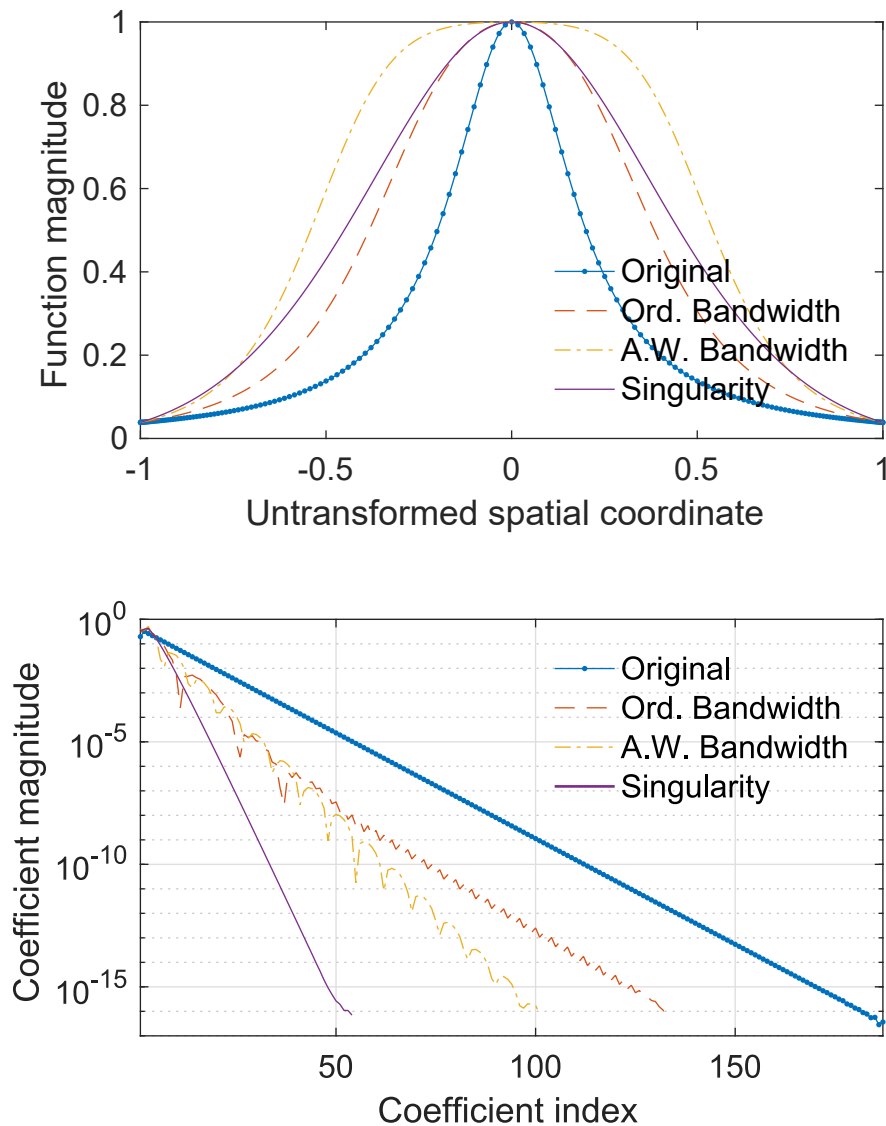 1
0.8
0.6
0.4
0.2
0
Function magnitude
Original
Ord. Bandwidth
A.W. Bandwidth
Singularity
-1 -0.5 0 0.5 1
Untransformed spatial coordinate
10^0
10^-5
10^-10
10^-15
Coefficient magnitude
Original
Ord. Bandwidth
A.W. Bandwidth
Singularity
50 100 150
Coefficient index